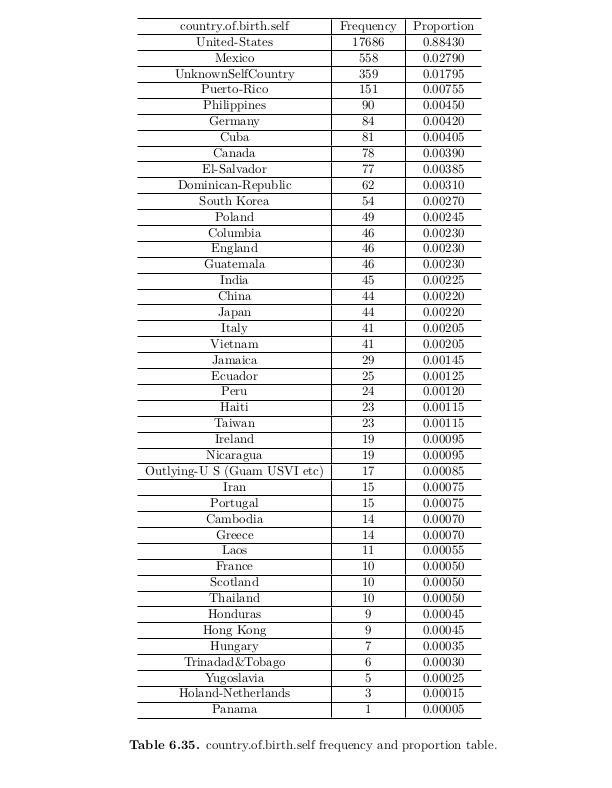 country.of.birth.self Frequency Proportion
United-States 17686 0.88430
Mexico 558 0.02790
UnknownSelfCountry 359 0.01795
Puerto-Rico 151 0.00755
Philippines 90 0.00450
Germany 84 0.00420
Cuba 81 0.00405
Canada 78 0.00390
El-Salvador 77 0.00385
Dominican-Republic 62 0.00310
South Korea 54 0.00270
Poland 49 0.00245
Columbia 46 0.00230
England 46 0.00230
Guatemala 46 0.00230
India 45 0.00225
China 44 0.00220
Japan 44 0.00220
Italy 41 0.00205
Vietnam 41 0.00205
Jamaica 29 0.00145
Ecuador 25 0.00125
Peru 24 0.00120
Haiti 23 0.00115
Taiwan 23 0.00115
Ireland 19 0.00095
Nicaragua 19 0.00095
Outlying-U S (Guam USVI etc) 17 0.00085
Iran 15 0.00075
Portugal 15 0.00075
Cambodia 14 0.00070
Greece 14 0.00070
Laos 11 0.00055
France 10 0.00050
Scotland 10 0.00050
Thailand 10 0.00050
Honduras 9 0.00045
Hong Kong 9 0.00045
Hungary 7 0.00035
Trinadad&Tobago 6 0.00030
Yugoslavia 5 0.00025
Holand-Netherlands 3 0.00015
Panama 1 0.00005
Table 6.35. country.of.birth.self frequency and proportion table.